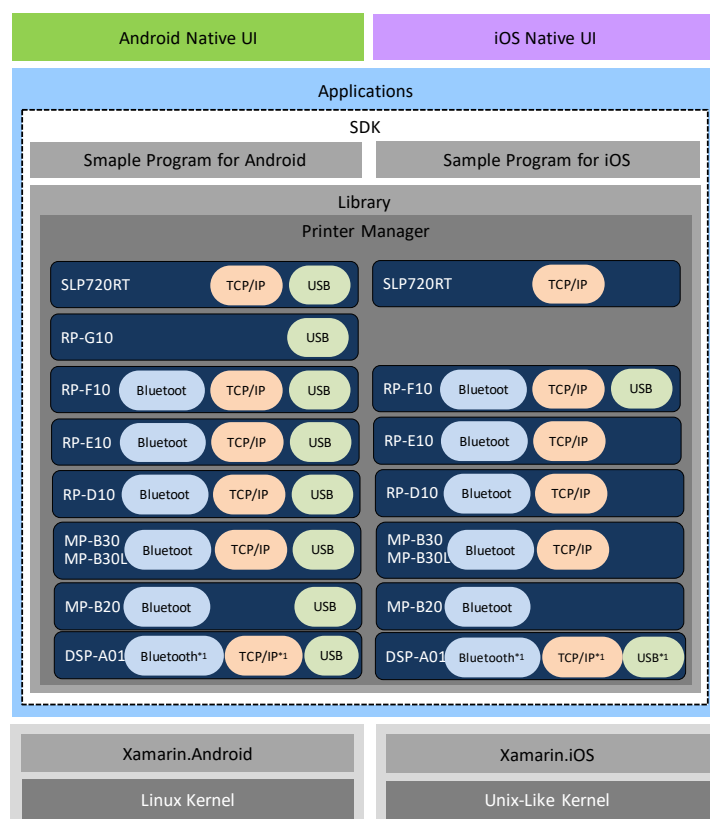 Android Native UI
iOS Native UI
Applications
SDK
Smaple Program for Android
Sample Program for iOS
Library
Printer Manager
SLP720RT TCP/IP USB
SLP720RT TCP/IP
RP-G10 USB
RP-F10 Bluetoot TCP/IP USB
RP-F10 Bluetoot TCP/IP USB
RP-E10 Bluetoot TCP/IP USB
RP-E10 Bluetoot TCP/IP
RP-D10 Bluetoot TCP/IP USB
RP-D10 Bluetoot TCP/IP
MP-B30
MP-B30L Bluetoot TCP/IP USB
MP-B30
MP-B30L Bluetoot TCP/IP
MP-B20 Bluetoot USB
MP-B20 Bluetoot
DSP-A01 Bluetooth*1 TCP/IP*1 USB
DSP-A01 Bluetooth*1 TCP/IP*1 USB*1
Xamarin.Android
Xamarin.iOS
Linux Kernel
Unix-Like Kernel